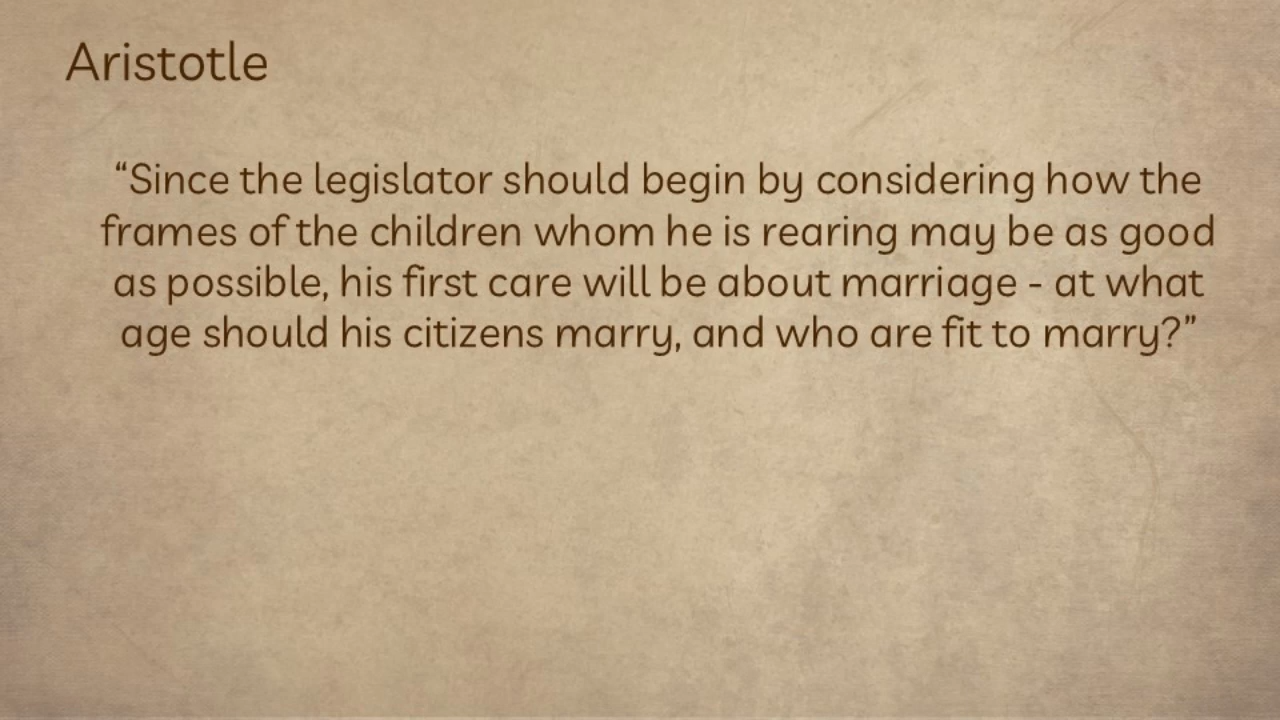 Aristotle
“Since the legislator should begin by considering how the
frames of the children whom he is rearing may be as good
as possible, his first care will be about marriage - at what
age should his citizens marry, and who are fit to marry?”